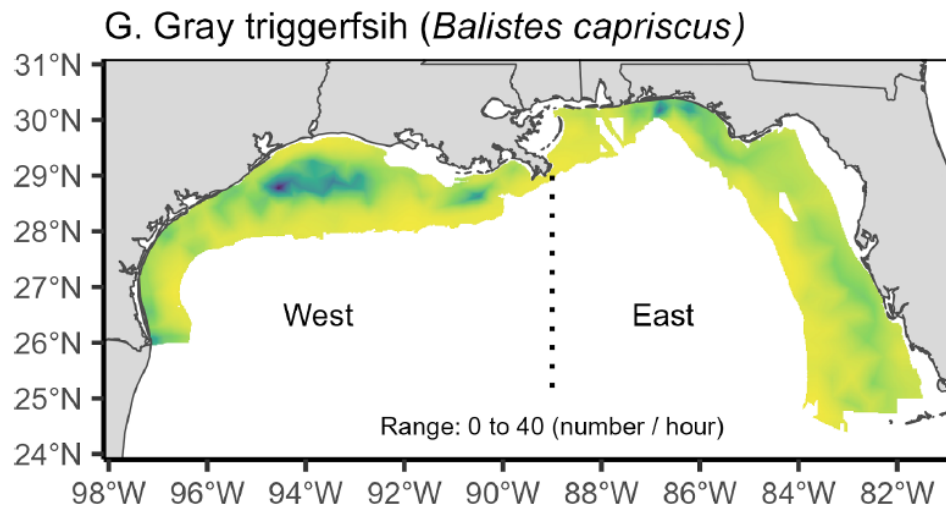 G. Gray triggerfsih (Balistes capriscus)
31°N
30°N
29°N
28°N
27°N
26°N
25°N
24°N
West
East
Range: 0 to 40 (number / hour)
98°W 96°W 94°W 92°W 90°W 88°W 86°W 84°W 82°W